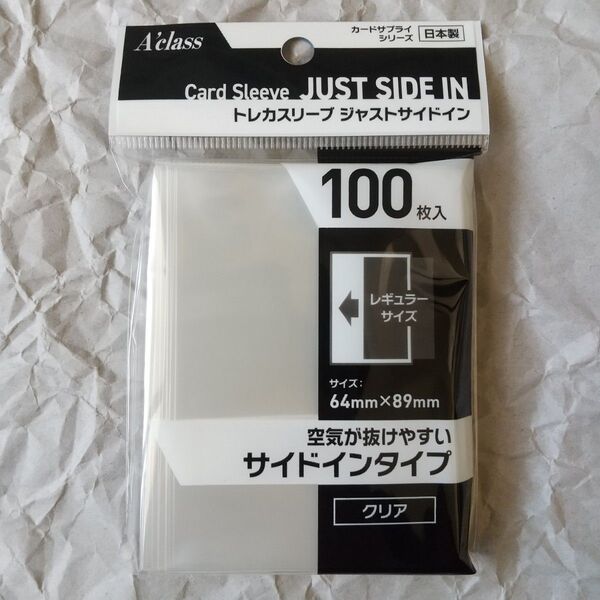 A'class
カードサプライ
シリーズ
日本製
Card Sleeve JUST SIDE IN
トレカスリーブ ジャストサイドイン
100枚入
レギュラー
サイズ
サイズ:
64mm×89mm
空気が抜けやすい
サイドインタイプ
クリア